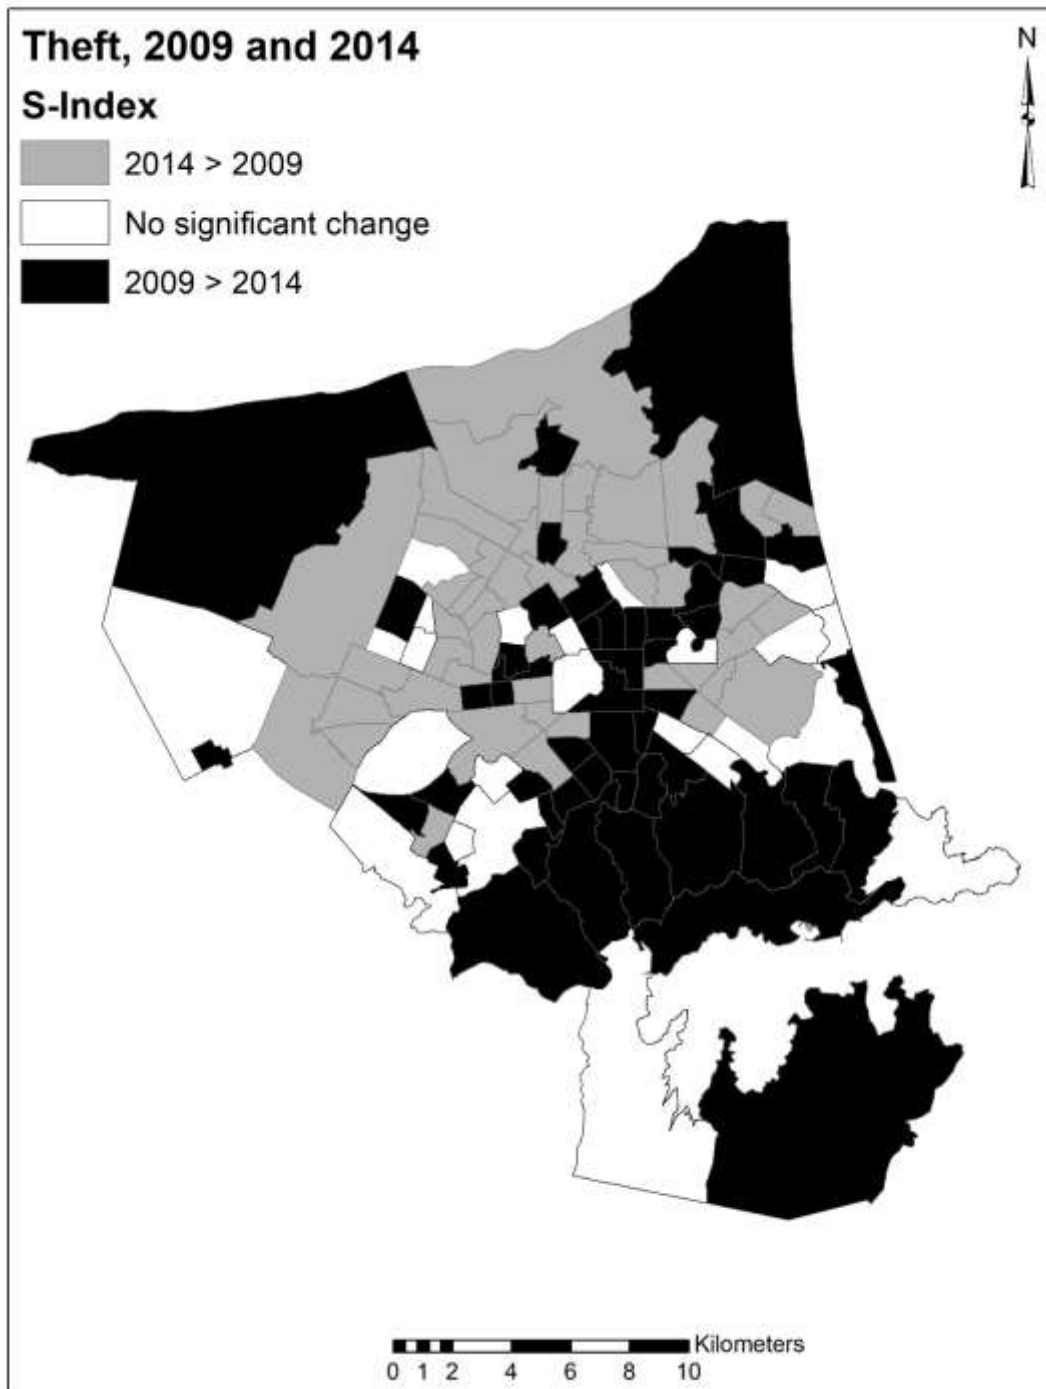 Theft, 2009 and 2014
N
S-Index
2014 > 2009
No significant change
2009 > 2014
Kilometers
0 1 2 4 6 8 10